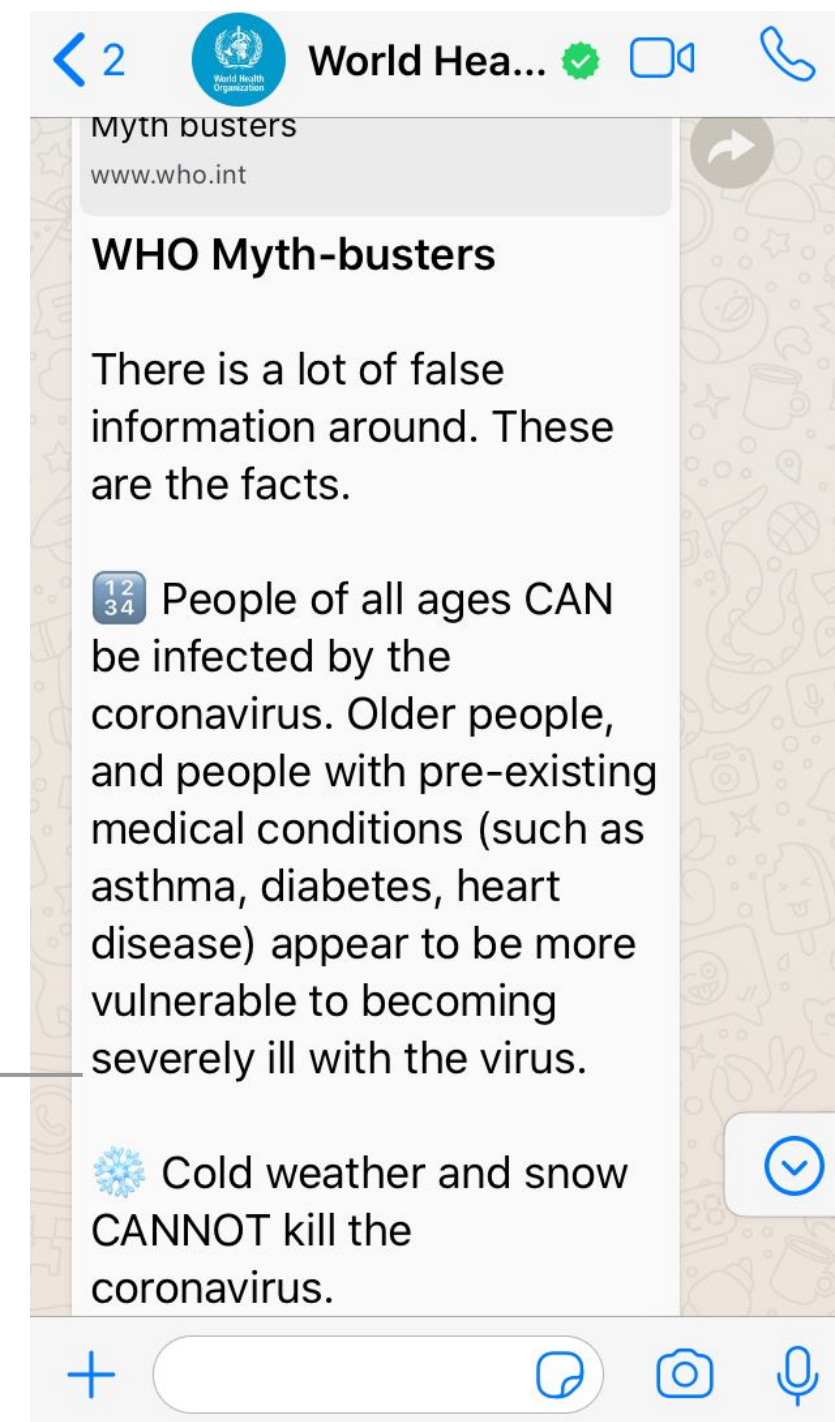 2
World Health
Organization
World Hea...
Myth busters
www.who.int
WHO Myth-busters
There is a lot of false
information around. These
are the facts.
🔢 People of all ages CAN
be infected by the
coronavirus. Older people,
and people with pre-existing
medical conditions (such as
asthma, diabetes, heart
disease) appear to be more
vulnerable to becoming
severely ill with the virus.
❄️ Cold weather and snow
CANNOT kill the
coronavirus.